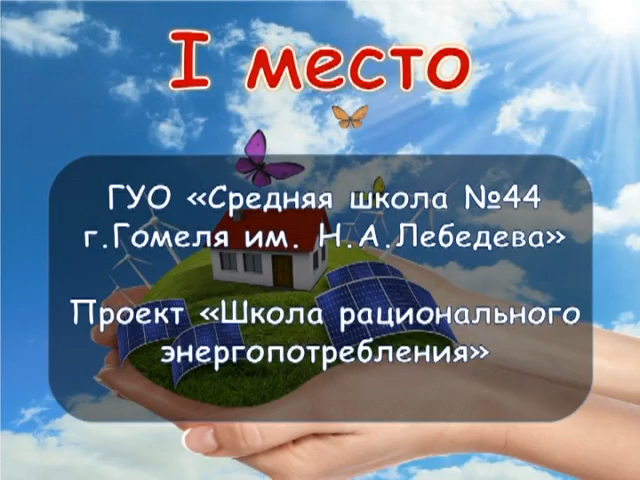 I место
ГУО «Средняя школа №44
г.Гомеля им. Н.А.Лебедева»
Проект «Школа рационального
энергопотребления»